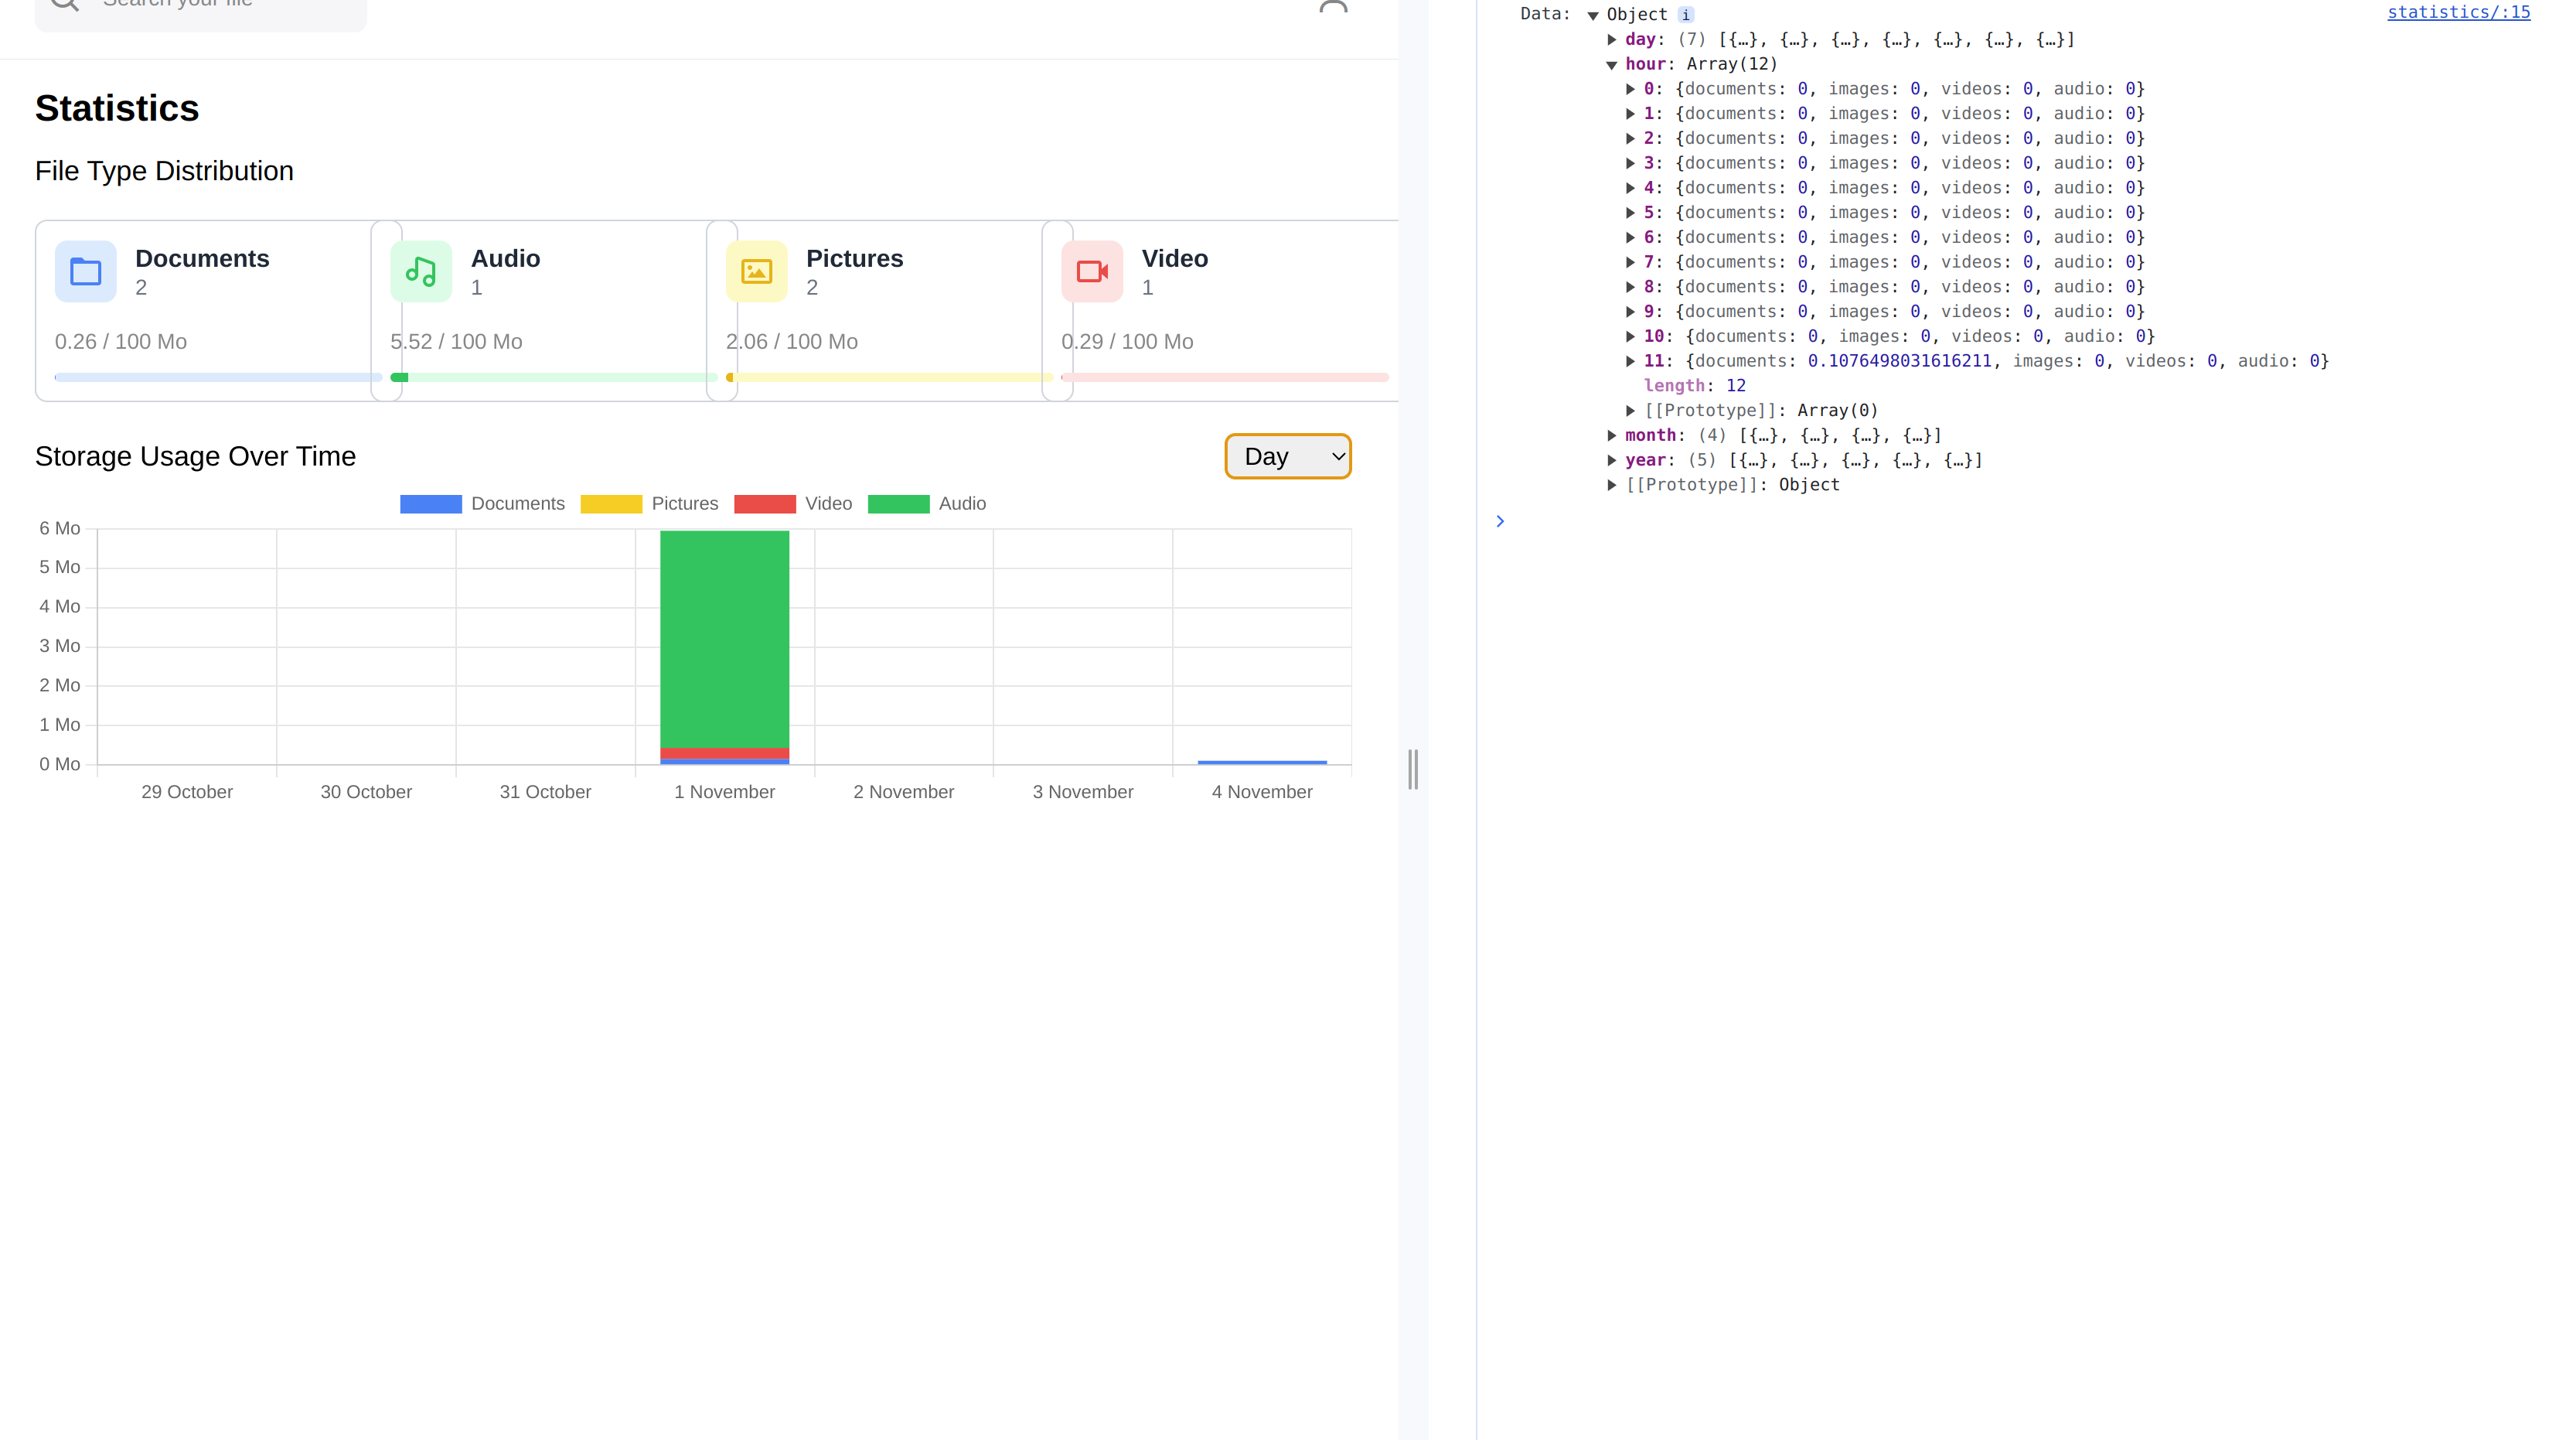 Search your file
Statistics
File Type Distribution
Documents
2
0.26 / 100 Mo
Audio
1
5.52 / 100 Mo
Pictures
2
2.06 / 100 Mo
Video
1
0.29 / 100 Mo
Storage Usage Over Time
Day
Documents Pictures Video Audio
6 Mo
5 Mo
4 Mo
3 Mo
2 Mo
1 Mo
0 Mo
29 October 30 October 31 October 1 November 2 November 3 November 4 November
Data: ▼ Object i statistics/:15
▶ day: (7) [{…}, {…}, {…}, {…}, {…}, {…}, {…}]
▼ hour: Array(12)
▶ 0: {documents: 0, images: 0, videos: 0, audio: 0}
▶ 1: {documents: 0, images: 0, videos: 0, audio: 0}
▶ 2: {documents: 0, images: 0, videos: 0, audio: 0}
▶ 3: {documents: 0, images: 0, videos: 0, audio: 0}
▶ 4: {documents: 0, images: 0, videos: 0, audio: 0}
▶ 5: {documents: 0, images: 0, videos: 0, audio: 0}
▶ 6: {documents: 0, images: 0, videos: 0, audio: 0}
▶ 7: {documents: 0, images: 0, videos: 0, audio: 0}
▶ 8: {documents: 0, images: 0, videos: 0, audio: 0}
▶ 9: {documents: 0, images: 0, videos: 0, audio: 0}
▶ 10: {documents: 0, images: 0, videos: 0, audio: 0}
▶ 11: {documents: 0.1076498031616211, images: 0, videos: 0, audio: 0}
length: 12
▶ [[Prototype]]: Array(0)
▶ month: (4) [{…}, {…}, {…}, {…}]
▶ year: (5) [{…}, {…}, {…}, {…}, {…}]
▶ [[Prototype]]: Object